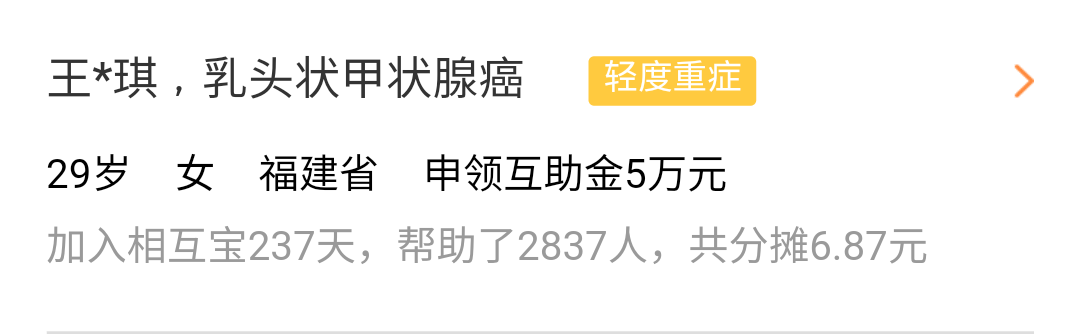 王*琪，乳头状甲状腺癌 轻度重症
29岁 女 福建省 申领互助金5万元
加入相互宝237天，帮助了2837人，共分摊6.87元